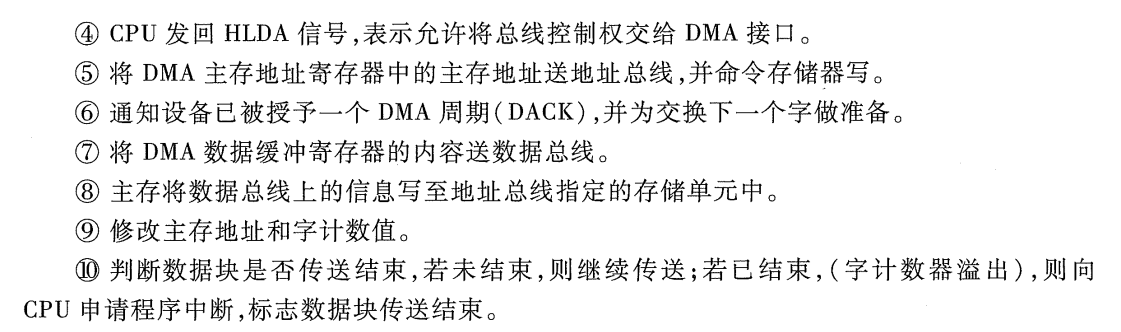 ④ CPU 发回 HLDA 信号,表示允许将总线控制权交给 DMA 接口。
⑤ 将 DMA 主存地址寄存器中的主存地址送地址总线,并命令存储器写。
⑥ 通知设备已被授予一个 DMA 周期(DACK),并为交换下一个字做准备。
⑦ 将 DMA 数据缓冲寄存器的内容送数据总线。
⑧ 主存将数据总线上的信息写至地址总线指定的存储单元中。
⑨ 修改主存地址和字计数值。
⑩ 判断数据块是否传送结束,若未结束,则继续传送;若已结束,(字计数器溢出),则向
CPU 申请程序中断,标志数据块传送结束。